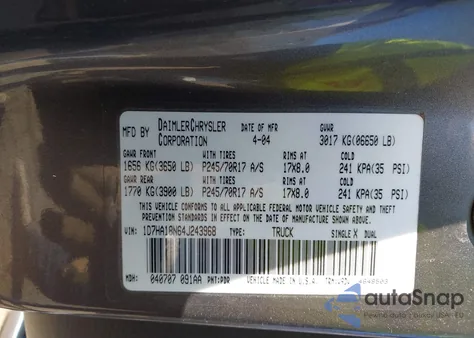 MFD BY DAIMLERCHRYSLER CORPORATION DATE OF MFR 4-04 GVWR 3017 KG(06650 LB)
GAWR FRONT WITH TIRES RIMS AT COLD
1656 KG(3650 LB) P245/70R17 A/S 17X8.0 241 KPA(35 PSI)
GAWR REAR WITH TIRES RIMS AT COLD
1770 KG(3900 LB) P245/70R17 A/S 17X8.0 241 KPA(35 PSI)
THIS VEHICLE CONFORMS TO ALL APPLICABLE FEDERAL MOTOR VEHICLE SAFETY AND
THEFT PREVENTION STANDARDS IN EFFECT ON THE DATE OF MANUFACTURE SHOWN ABOVE
VIN: 1D7HA18N64J243968 TYPE: TRUCK SINGLE X DUAL
MDH: 040707 091AA PNT:PDR VEHICLE MADE IN U.S.A.
autoSnap